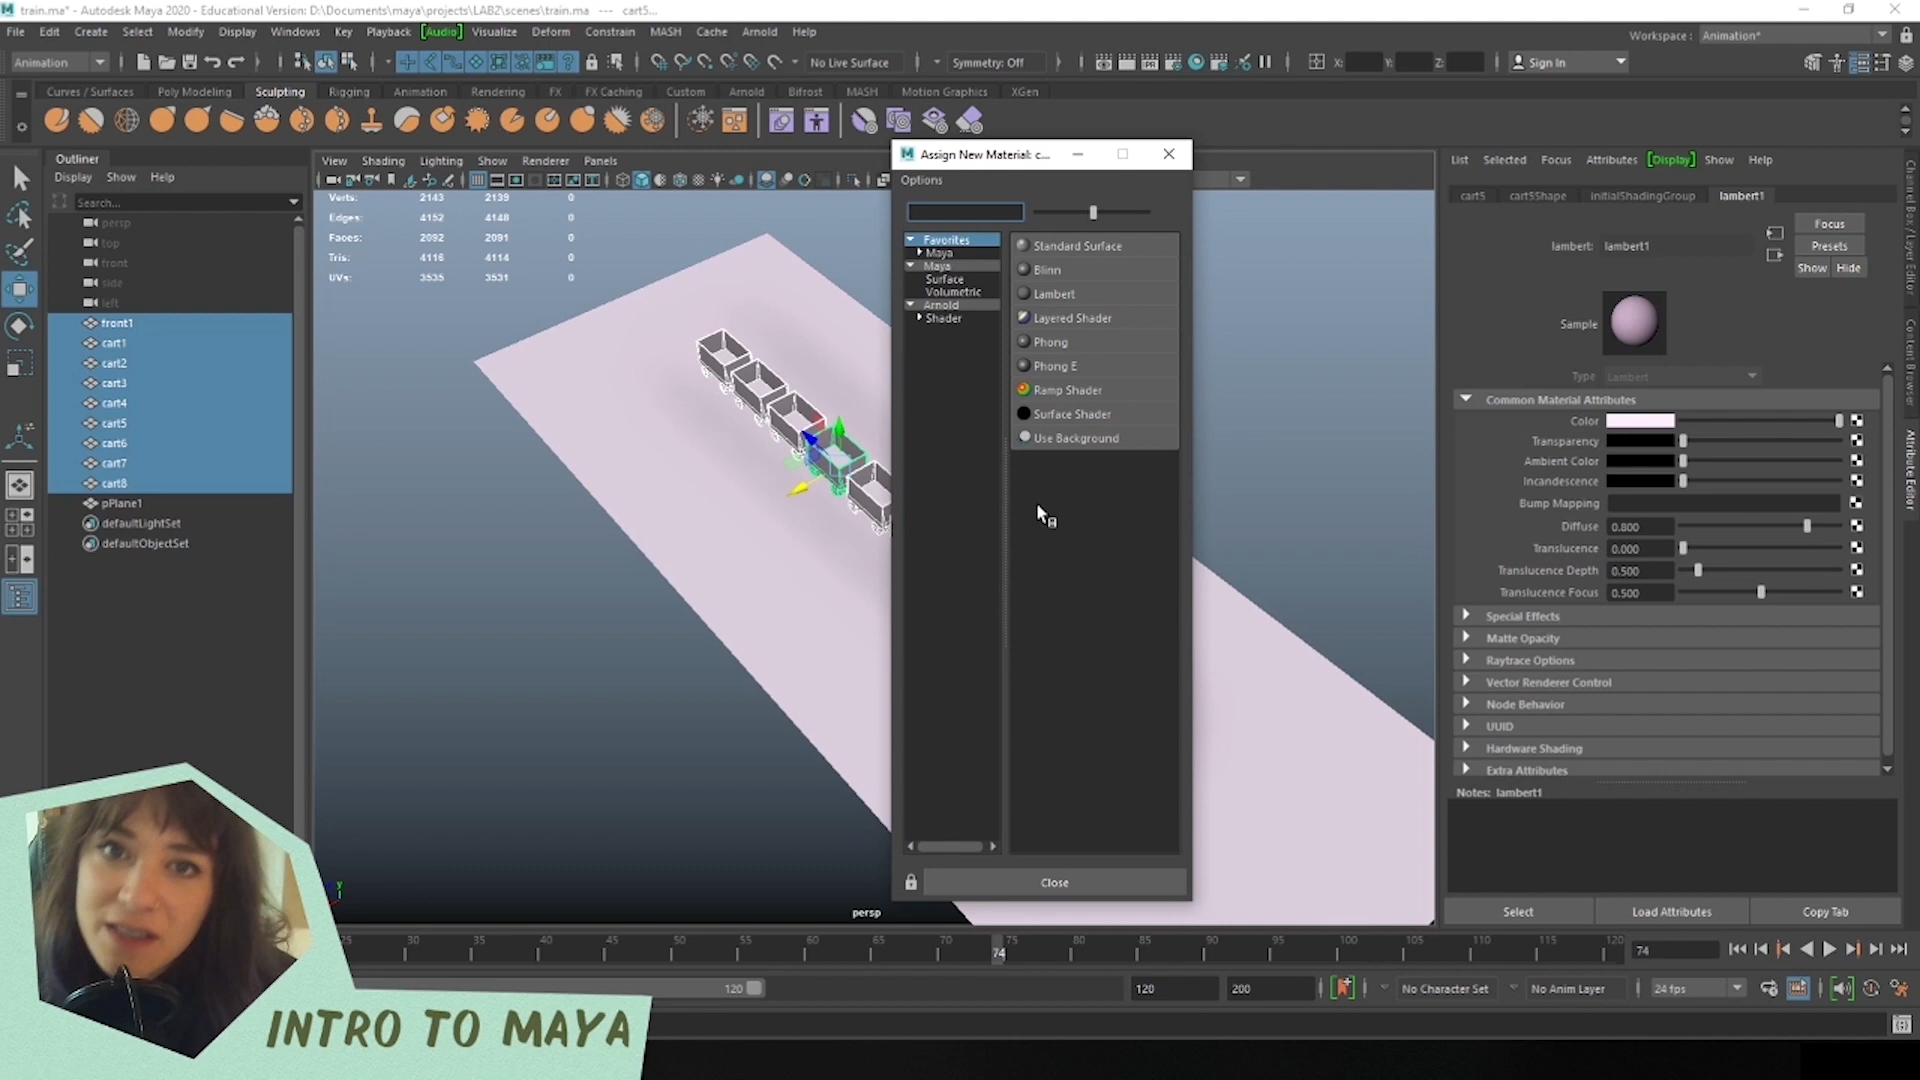 train.ma* - Autodesk Maya 2020 - Educational Version: D:\Documents\maya\projects\LAB2\scenes\train.ma --- cart5...
File Edit Create Select Modify Display Windows Key Playback [Audio] Visualize Deform Constrain MASH Cache Arnold Help
Workspace : Animation*
Animation
No Live Surface
Symmetry: Off
X: Y: Z:
Sign In
Curves / Surfaces Poly Modeling Sculpting Rigging Animation Rendering FX FX Caching Custom Arnold Bifrost MASH Motion Graphics XGen
Outliner
Display Show Help
Search...
persp
top
front
side
left
front1
cart1
cart2
cart3
cart4
cart5
cart6
cart7
cart8
pPlane1
defaultLightSet
defaultObjectSet
View Shading Lighting Show Renderer Panels
Verts: 2143 2139 0
Edges: 4152 4148 0
Faces: 2092 2091 0
Tris: 4116 4114 0
UVs: 3535 3531 0
persp
y
Assign New Material: c...
Options
Favorites
Maya
Maya
Surface
Volumetric
Arnold
Shader
Standard Surface
Blinn
Lambert
Layered Shader
Phong
Phong E
Ramp Shader
Surface Shader
Use Background
Close
List Selected Focus Attributes [Display] Show Help
cart5 cart5Shape initialShadingGroup lambert1
lambert: lambert1
Focus
Presets
Show Hide
Sample
Type Lambert
Common Material Attributes
Color
Transparency
Ambient Color
Incandescence
Bump Mapping
Diffuse 0.800
Translucence 0.000
Translucence Depth 0.500
Translucence Focus 0.500
Special Effects
Matte Opacity
Raytrace Options
Vector Renderer Control
Node Behavior
UUID
Hardware Shading
Extra Attributes
Notes: lambert1
Select Load Attributes Copy Tab
Channel Box / Layer Editor
Content Browser
Attribute Editor
25 30 35 40 45 50 55 60 65 70 75 80 85 90 95 100 105 110 115 120
74
74
120
120
200
No Character Set
No Anim Layer
24 fps
INTRO TO MAYA